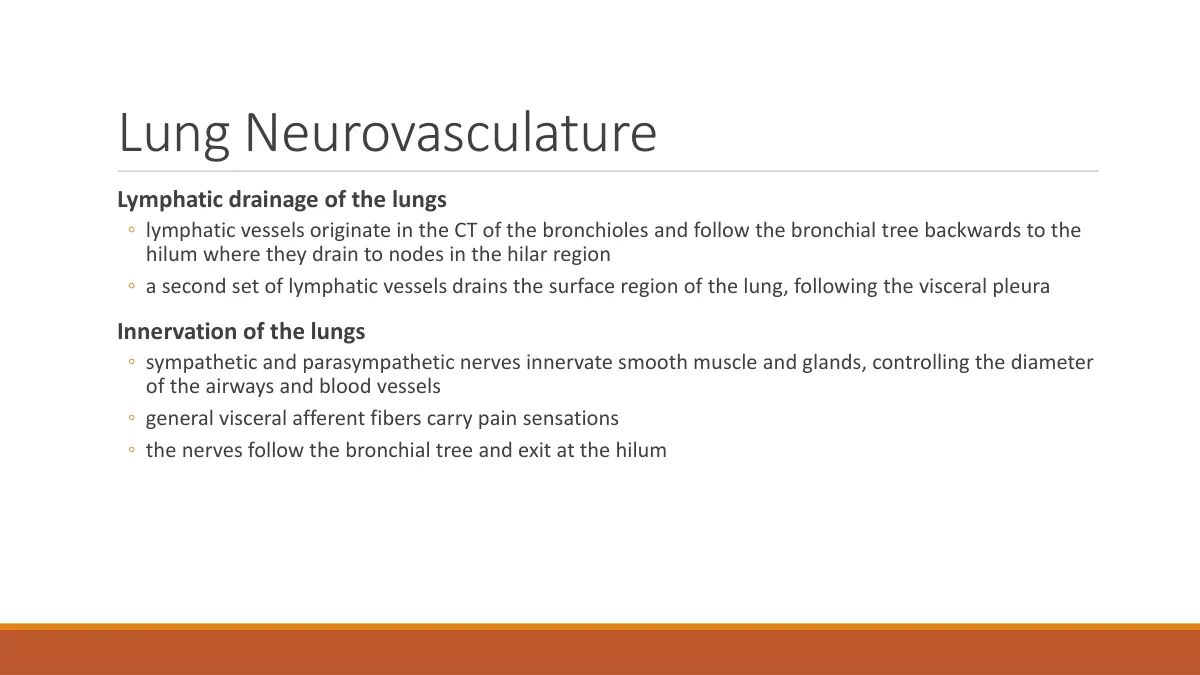 Lung Neurovasculature
Lymphatic drainage of the lungs
◦ lymphatic vessels originate in the CT of the bronchioles and follow the bronchial tree backwards to the
hilum where they drain to nodes in the hilar region
◦ a second set of lymphatic vessels drains the surface region of the lung, following the visceral pleura
Innervation of the lungs
◦ sympathetic and parasympathetic nerves innervate smooth muscle and glands, controlling the diameter
of the airways and blood vessels
◦ general visceral afferent fibers carry pain sensations
◦ the nerves follow the bronchial tree and exit at the hilum